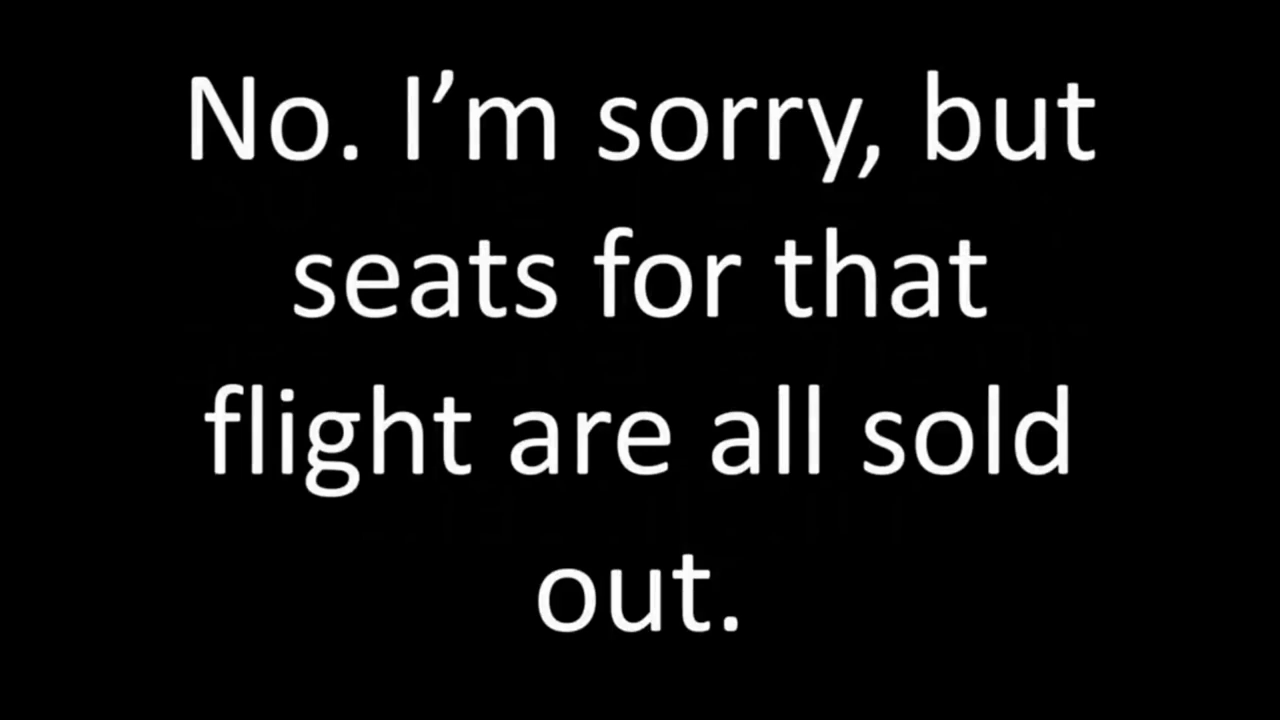 No. I’m sorry, but
seats for that
flight are all sold
out.